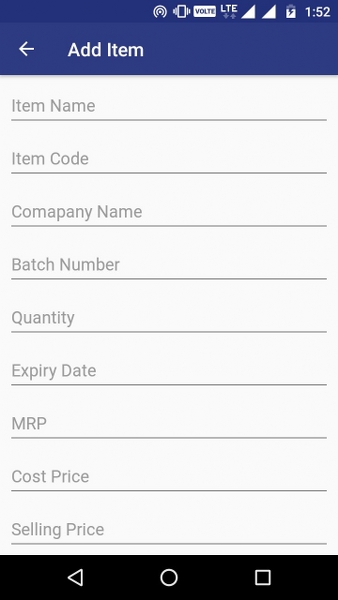 VOLTE LTE 1:52
Add Item
Item Name
Item Code
Comapany Name
Batch Number
Quantity
Expiry Date
MRP
Cost Price
Selling Price